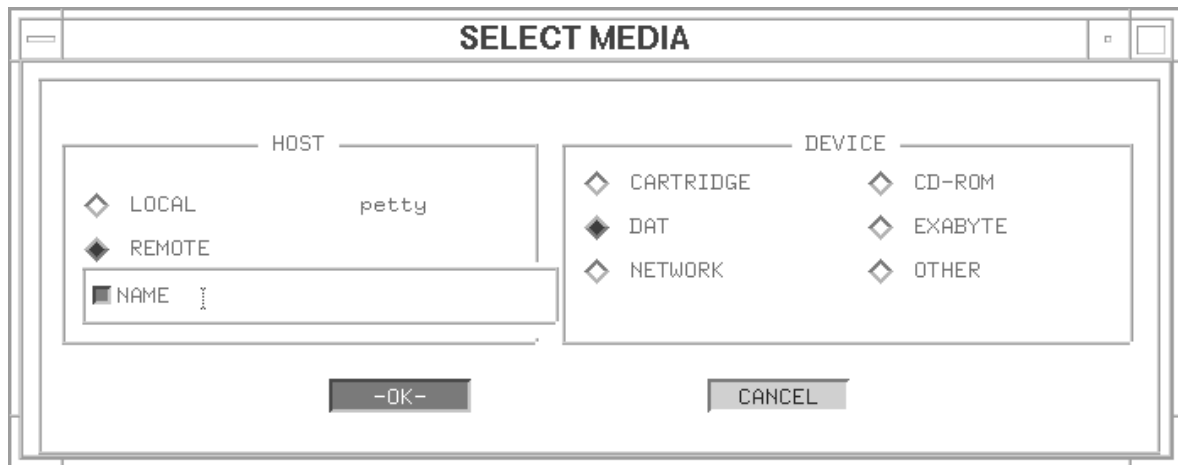 SELECT MEDIA
HOST
LOCAL petty
REMOTE
NAME
DEVICE
CARTRIDGE CD-ROM
DAT EXABYTE
NETWORK OTHER
-OK- CANCEL